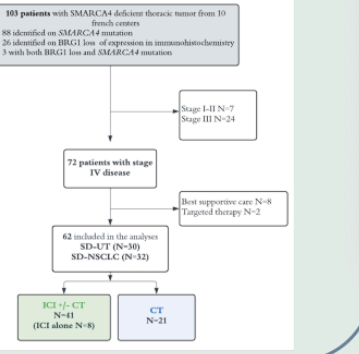 103 patients with SMARCA4 deficient thoracic tumor from 10
french centers
88 identified on SMARCA4 mutation
26 identified on BRG1 loss of expression in immunohistochemistry
3 with both BRG1 loss and SMARCA4 mutation
Stage I-II N=7
Stage III N=24
72 patients with stage
IV disease
Best supportive care N=8
Targeted therapy N=2
62 included in the analyses
SD-UT (N=30)
SD-NSCLC (N=32)
ICI +/- CT
N=41
(ICI alone N=8)
CT
N=21